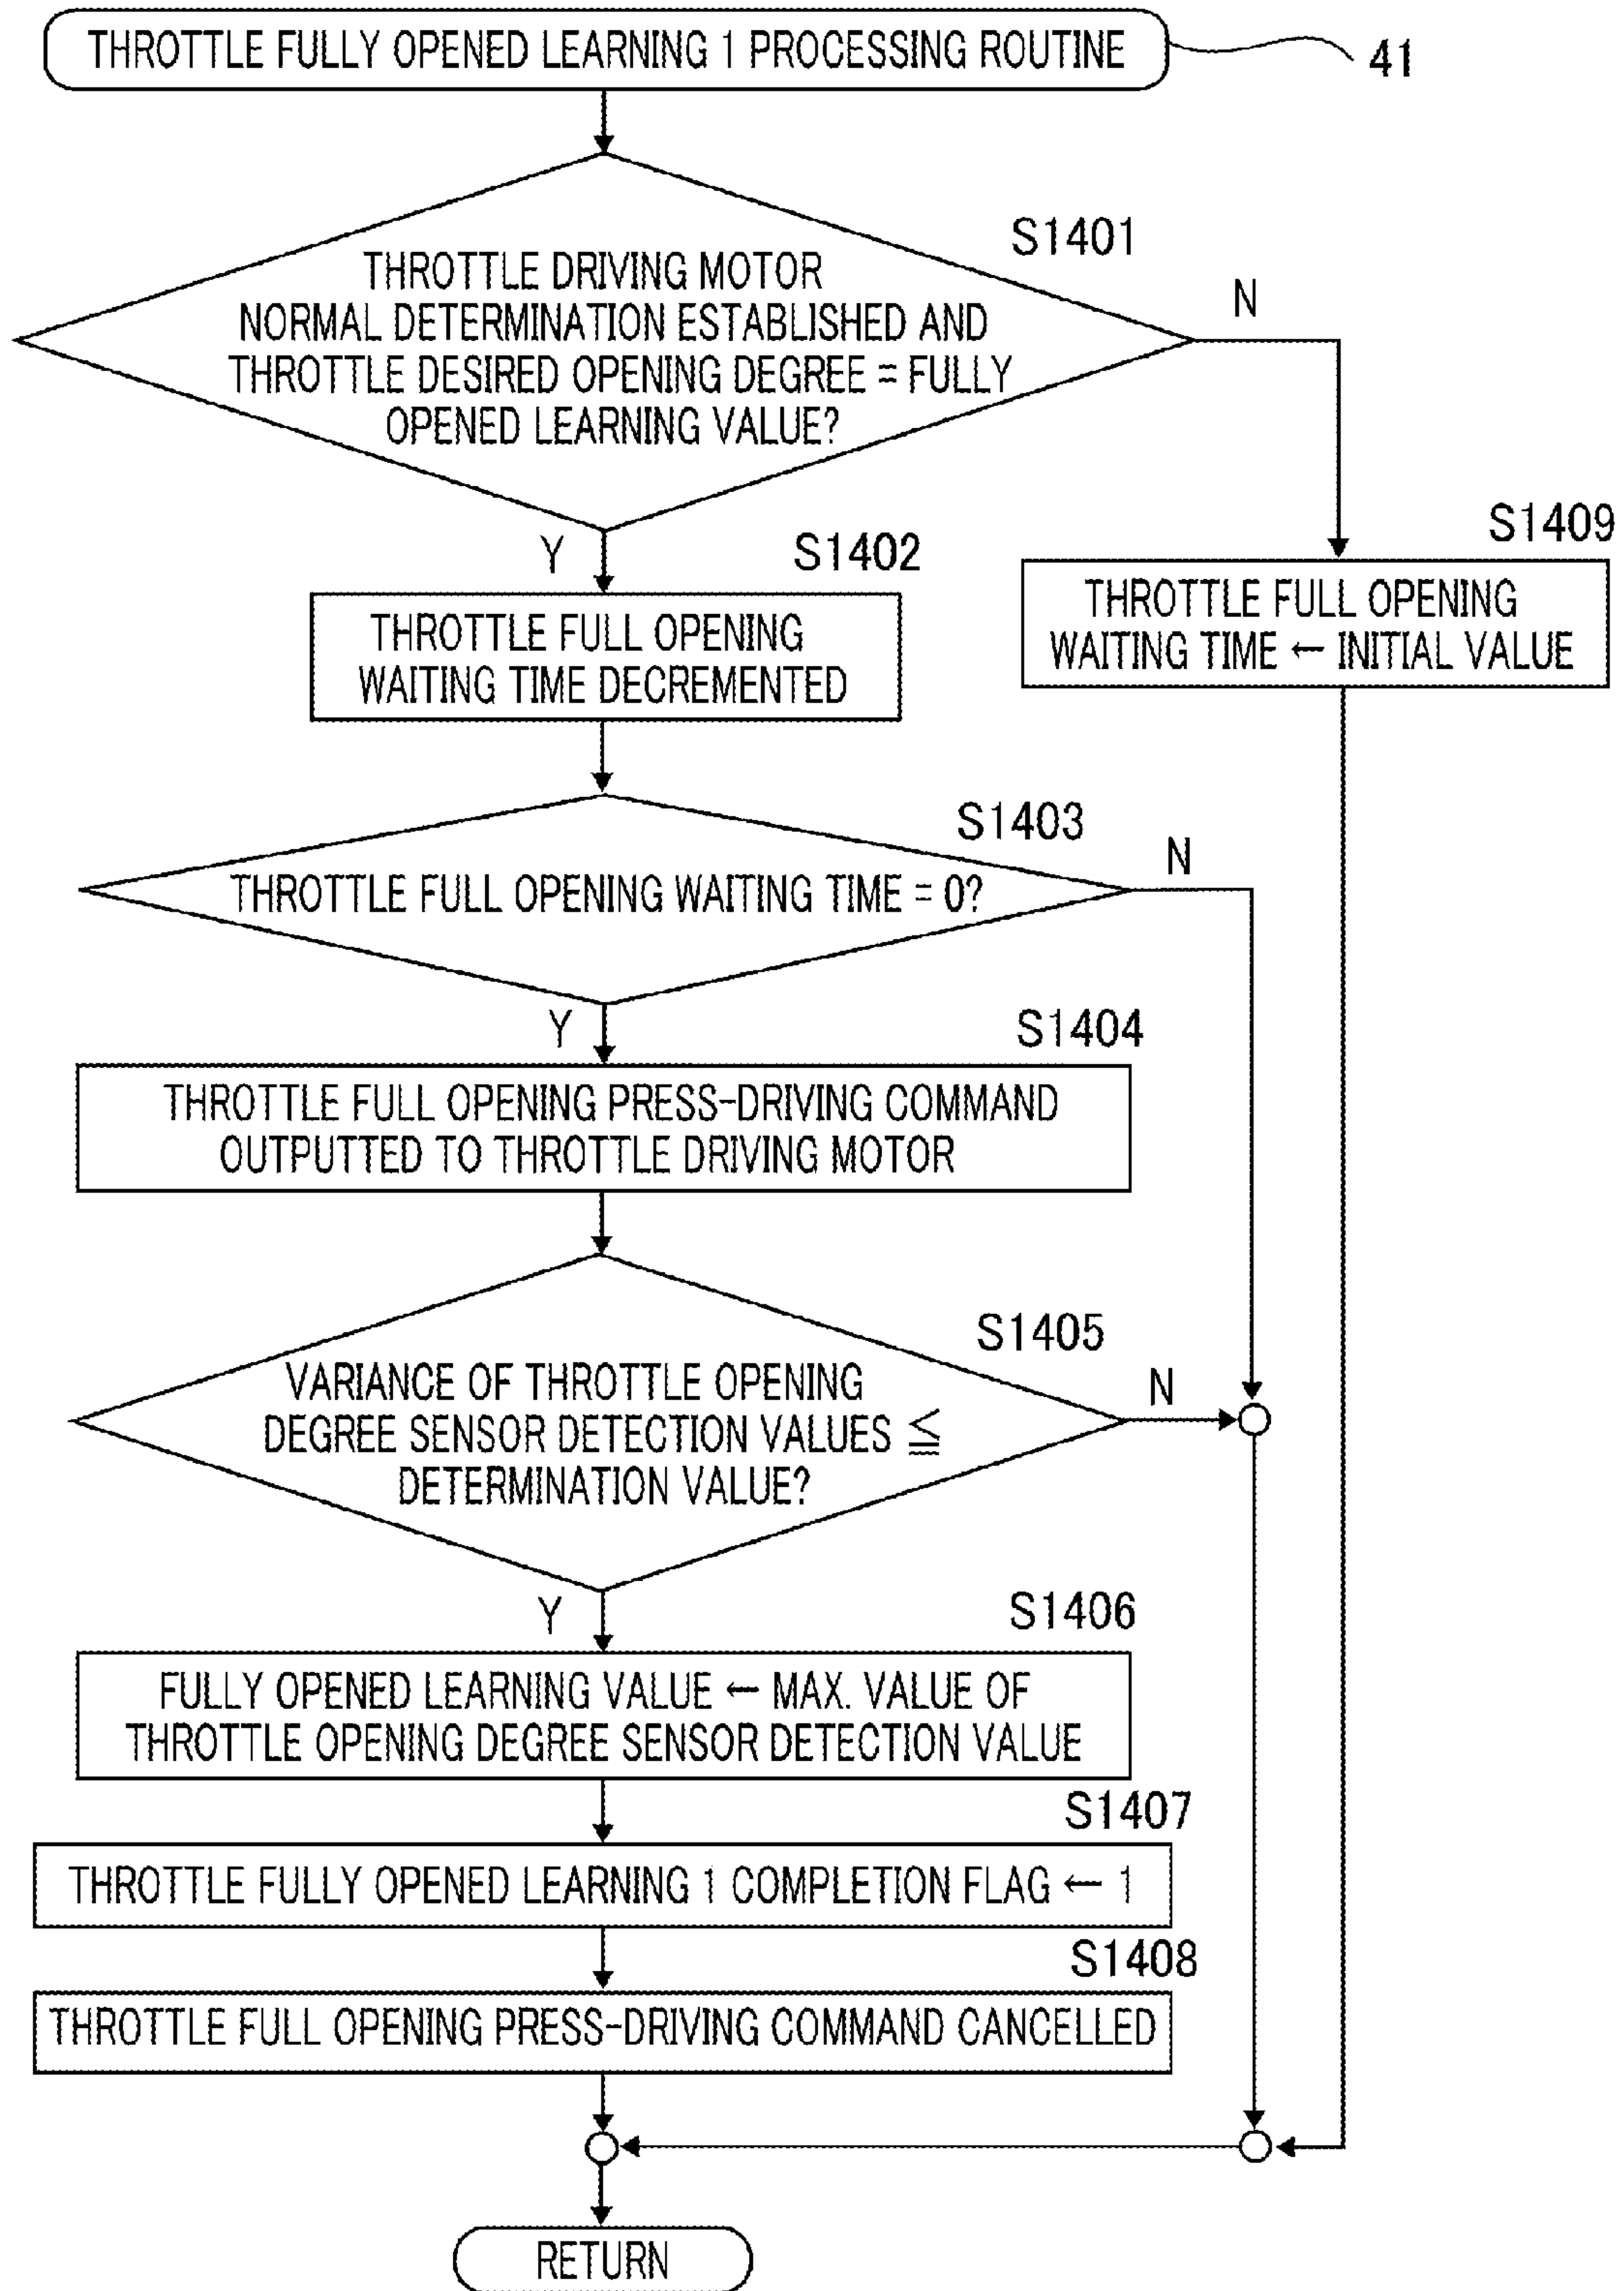 THROTTLE FULLY OPENED LEARNING 1 PROCESSING ROUTINE
41
S1401
THROTTLE DRIVING MOTOR
NORMAL DETERMINATION ESTABLISHED AND
THROTTLE DESIRED OPENING DEGREE = FULLY
OPENED LEARNING VALUE?
N
Y
S1402
THROTTLE FULL OPENING
WAITING TIME DECREMENTED
S1409
THROTTLE FULL OPENING
WAITING TIME ← INITIAL VALUE
S1403
THROTTLE FULL OPENING WAITING TIME = 0?
N
Y
S1404
THROTTLE FULL OPENING PRESS-DRIVING COMMAND
OUTPUTTED TO THROTTLE DRIVING MOTOR
S1405
VARIANCE OF THROTTLE OPENING
DEGREE SENSOR DETECTION VALUES ≦
DETERMINATION VALUE?
N
Y
S1406
FULLY OPENED LEARNING VALUE ← MAX. VALUE OF
THROTTLE OPENING DEGREE SENSOR DETECTION VALUE
S1407
THROTTLE FULLY OPENED LEARNING 1 COMPLETION FLAG ← 1
S1408
THROTTLE FULL OPENING PRESS-DRIVING COMMAND CANCELLED
RETURN